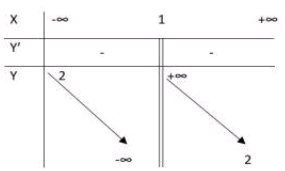 X -∞ 1 +∞
Y' - -
Y 2 +∞
-∞ 2